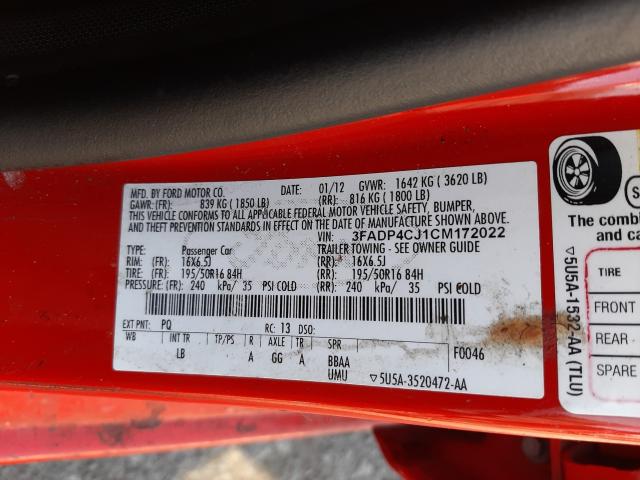 MFD. BY FORD MOTOR CO.
DATE: 01/12 GVWR: 1642 KG ( 3620 LB)
GAWR: (FR): 839 KG ( 1850 LB) (RR): 816 KG ( 1800 LB)
THIS VEHICLE CONFORMS TO ALL APPLICABLE FEDERAL MOTOR VEHICLE SAFETY, BUMPER,
AND THEFT PREVENTION STANDARDS IN EFFECT ON THE DATE OF MANUFACTURE SHOWN ABOVE.
VIN: 3FADP4CJ1CM172022
TYPE: Passenger Car TRAILER TOWING - SEE OWNER GUIDE
RIM: (FR): 16X6.5J (RR): 16X6.5J
TIRE: (FR): 195/50R16 84H (RR): 195/50R16 84H
PRESSURE: (FR): 240 kPa/ 35 PSI COLD (RR): 240 kPa/ 35 PSI COLD
EXT PNT: PQ RC: 13 DSO:
WB INT TR TP/PS R AXLE TR SPR F0046
LB A GG A BBAA
UMU
▽5U5A-3520472-AA
The combined
and car
TIRE
FRONT
REAR
SPARE
▽5U5A-1532-AA (TLU)